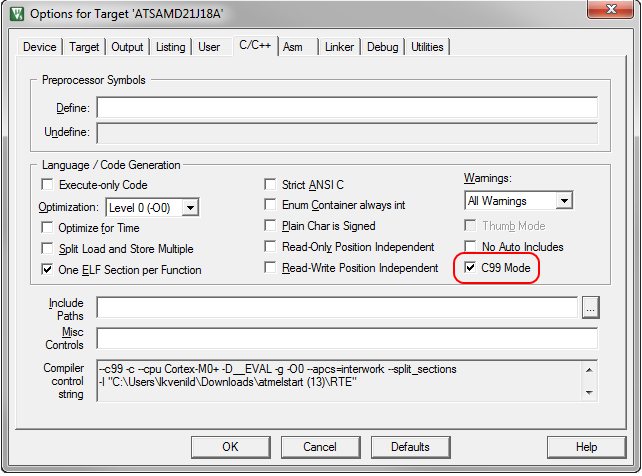 Options for Target 'ATSAMD21J18A'
Device Target Output Listing User C/C++ Asm Linker Debug Utilities
Preprocessor Symbols
Define:
Undefine:
Language / Code Generation
Execute-only Code
Optimization: Level 0 (-O0)
Optimize for Time
Split Load and Store Multiple
One ELF Section per Function
Strict ANSI C
Enum Container always int
Plain Char is Signed
Read-Only Position Independent
Read-Write Position Independent
Warnings:
All Warnings
Thumb Mode
No Auto Includes
C99 Mode
Include
Paths
...
Misc
Controls
Compiler
control
string
--c99 -c --cpu Cortex-M0+ -D__EVAL -g -O0 --apcs=interwork --split_sections
-I "C:\Users\lkvenild\Downloads\atmelstart (13)\RTE"
OK Cancel Defaults Help